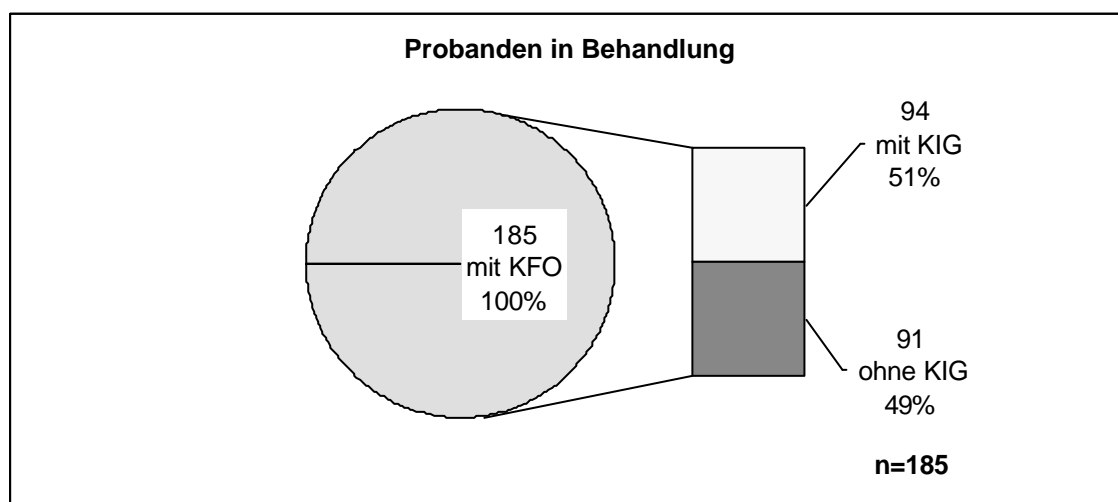 Probanden in Behandlung
185
mit KFO
100%
94
mit KIG
51%
91
ohne KIG
49%
n=185